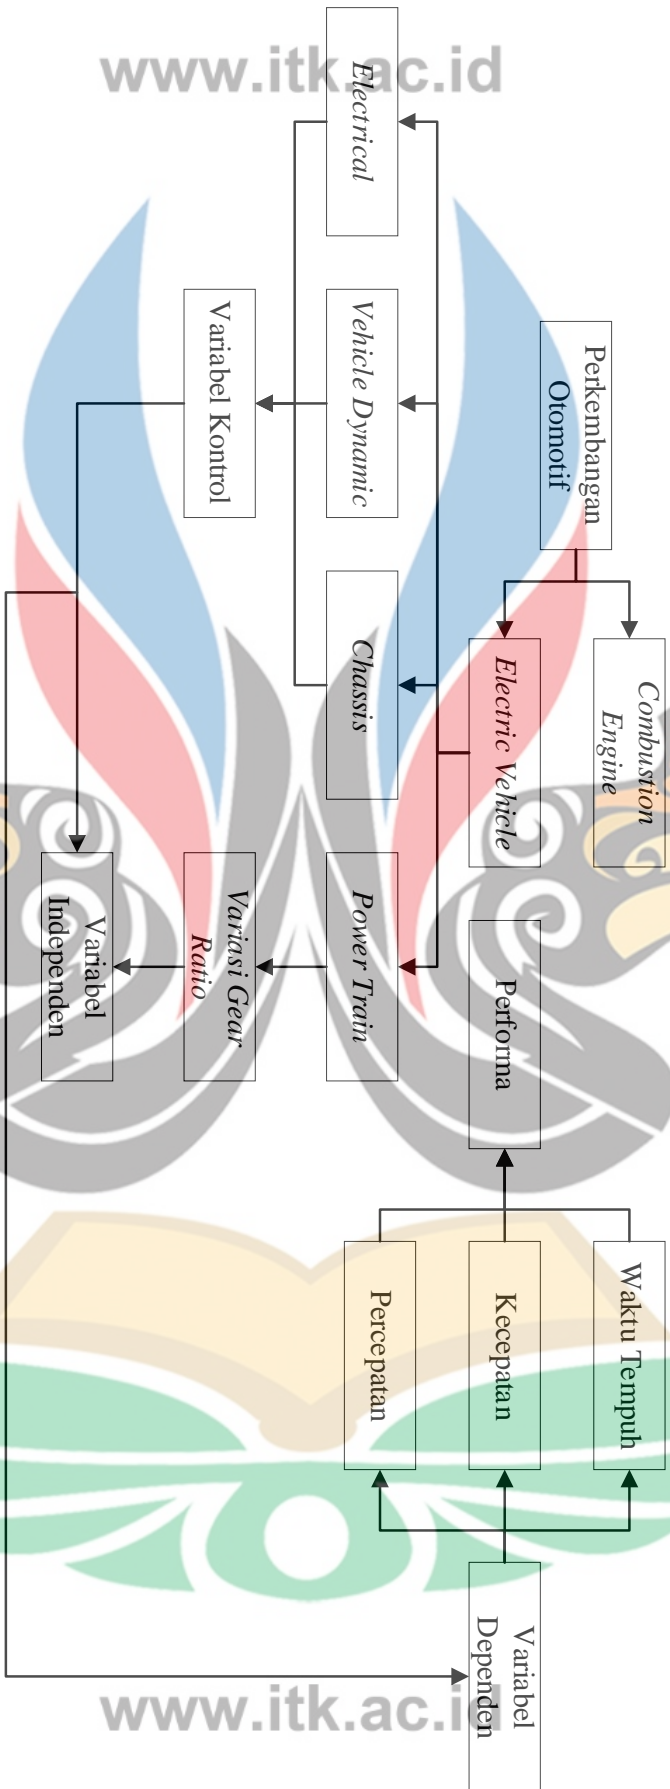 www.itk.ac.id
Combustion
Engine
Waktu Tempuh
Perkembangan
Otomotif
Electric Vehicle
Performa
Kecepatan
Variabel
Dependen
Percepatan
Electrical
Vehicle Dynamic
Chassis
Power Train
Variabel Kontrol
Variasi Gear
Ratio
Variabel
Independen
www.itk.ac.id